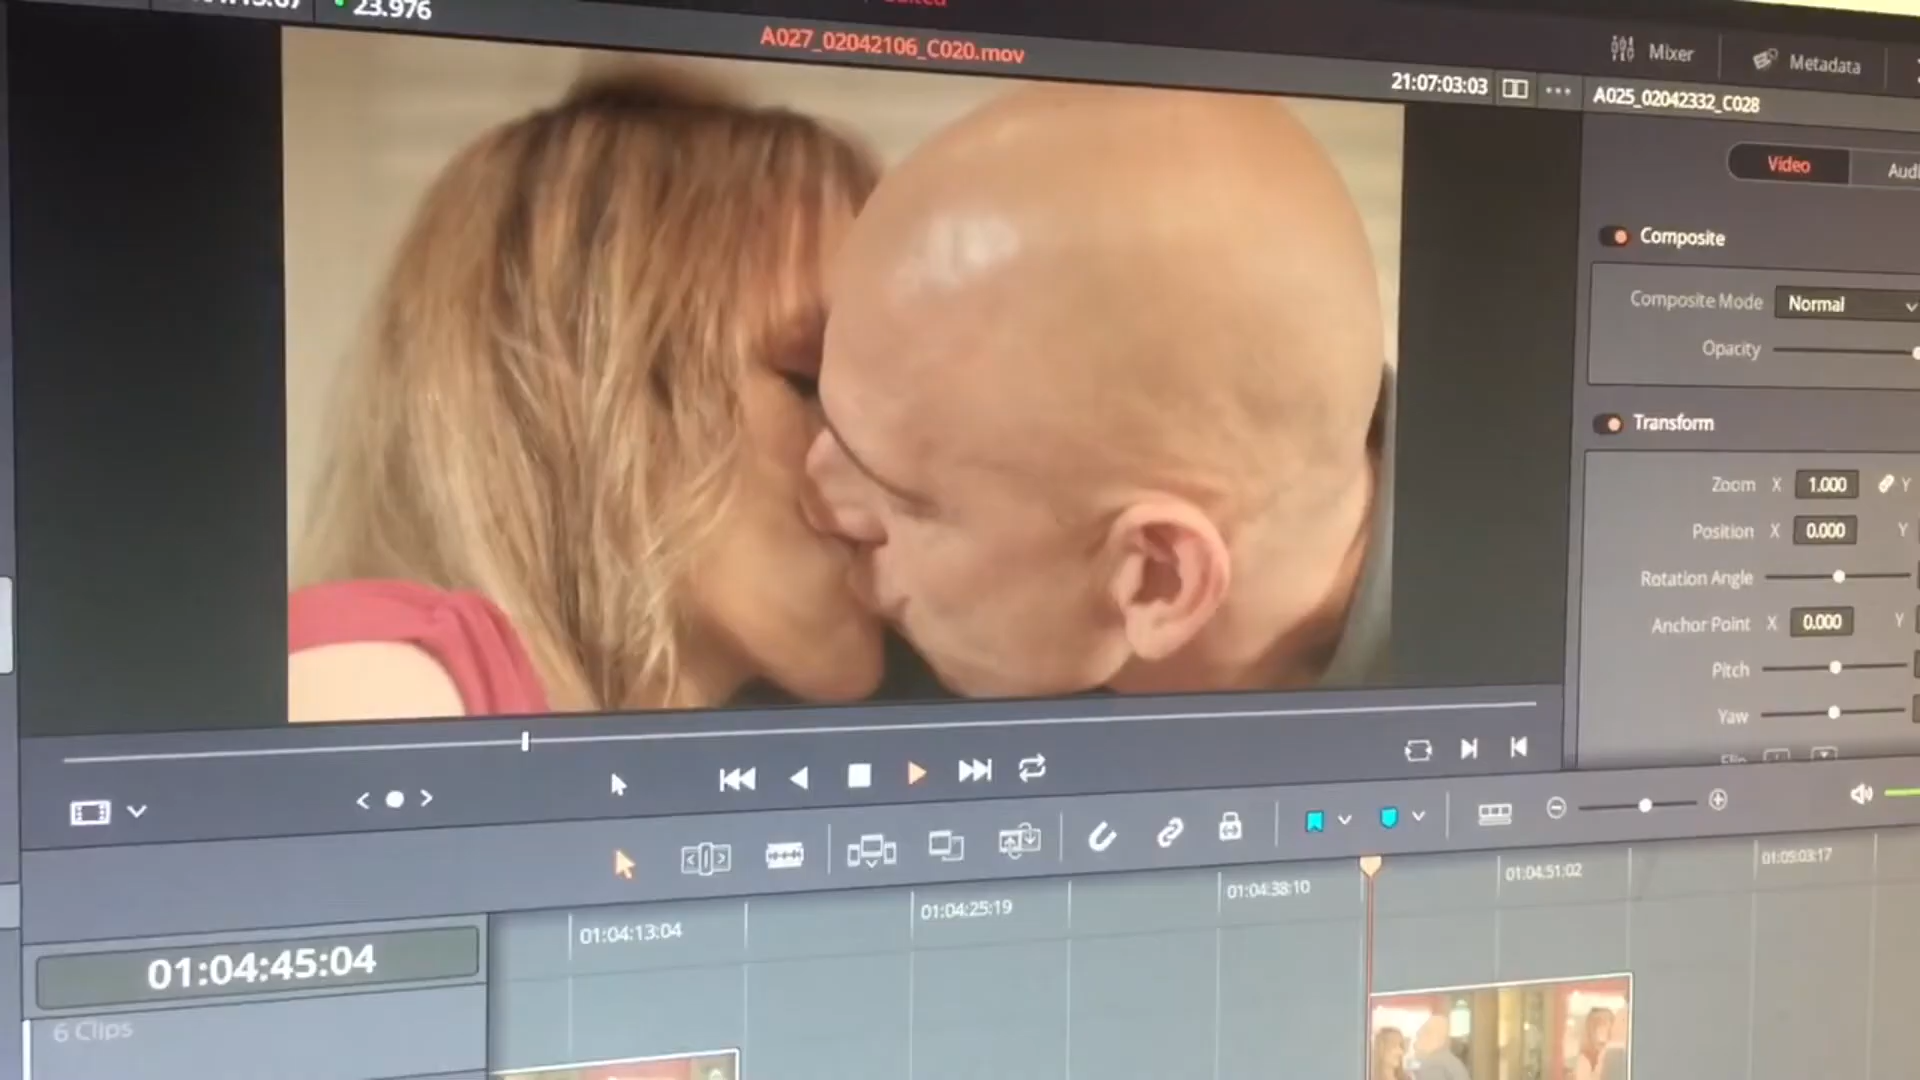 23.976
A027_02042106_C020.mov
21:07:03:03
Mixer
Metadata
A025_02042332_C028
Video
Composite
Composite Mode
Normal
Opacity
Transform
Zoom X 1.000 Y
Position X 0.000 Y
Rotation Angle
Anchor Point X 0.000 Y
Pitch
Yaw
01:04:13:04
01:04:25:19
01:04:38:10
01:04:51:02
01:05:03:17
01:04:45:04
6 Clips